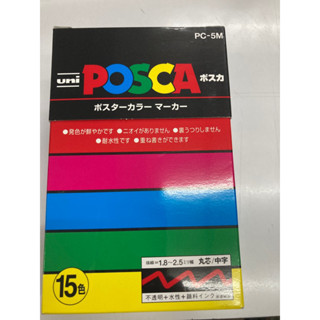 PC-5M
uni POSCA ポスカ
ポスターカラー マーカー
●発色が鮮やかです ●ニオイがありません ●裏うつりしません
●耐水性です ●重ね書きができます
1.8~2.5ミリ幅 丸芯/中字
15色
不透明+水性+顔料インク